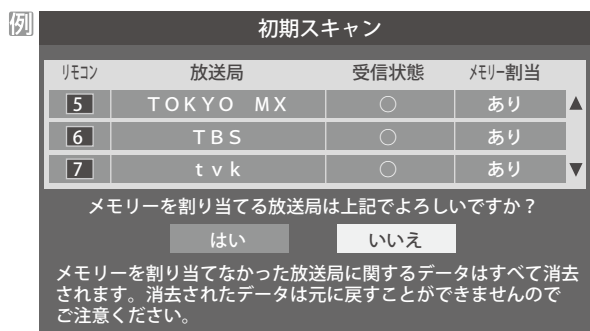 例
初期スキャン
リモコン 放送局 受信状態 メモリー割当
5 TOKYO MX ○ あり ▲
6 TBS ○ あり
7 tvk ○ あり ▼
メモリーを割り当てる放送局は上記でよろしいですか？
はい いいえ
メモリーを割り当てなかった放送局に関するデータはすべて消去
されます。消去されたデータは元に戻すことができませんので
ご注意ください。